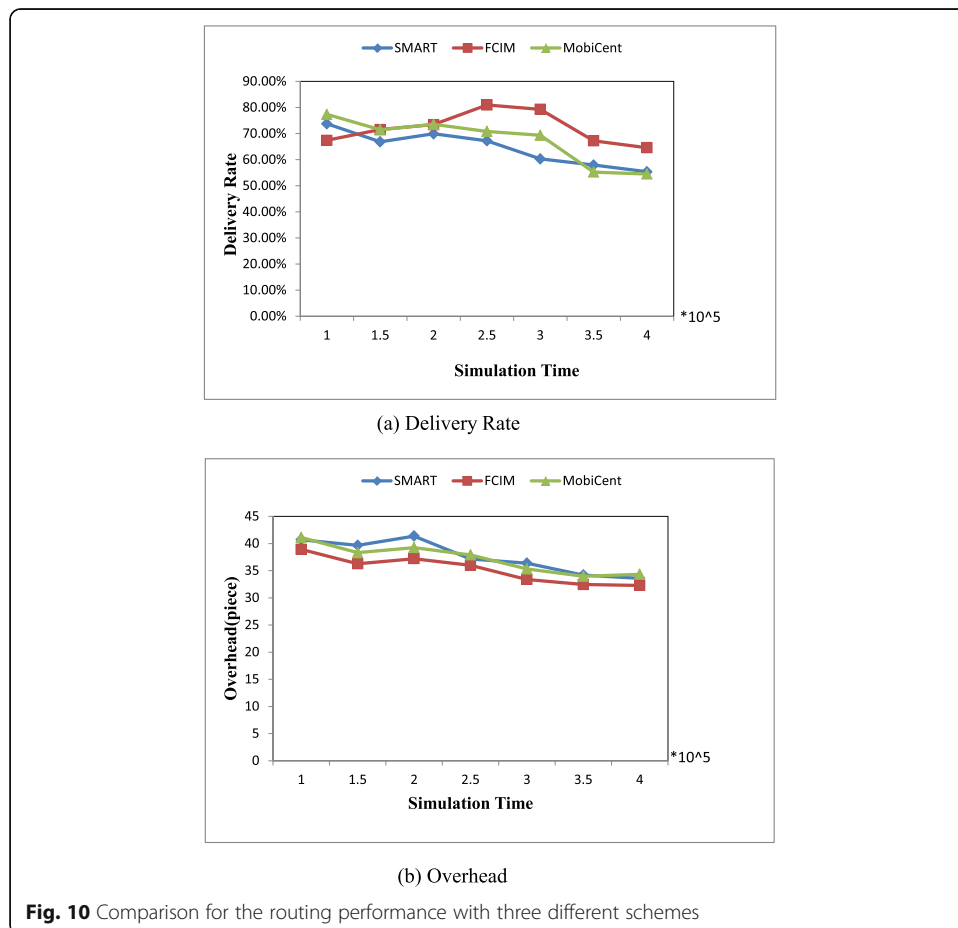 SMART FCIM MobiCent
90.00%
80.00%
70.00%
60.00%
50.00%
40.00%
30.00%
20.00%
10.00%
0.00%
Delivery Rate
1 1.5 2 2.5 3 3.5 4
*10^5
Simulation Time
(a) Delivery Rate
SMART FCIM MobiCent
45
40
35
30
25
20
15
10
5
0
Overhead(piece)
1 1.5 2 2.5 3 3.5 4
*10^5
Simulation Time
(b) Overhead
Fig. 10 Comparison for the routing performance with three different schemes